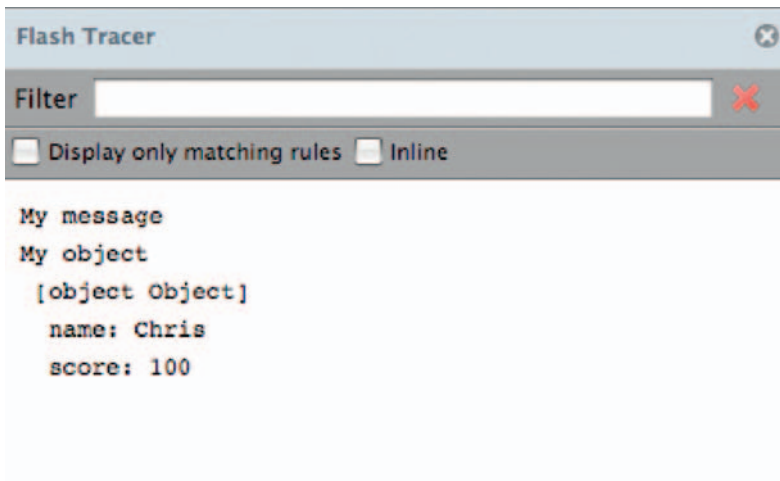 Flash Tracer
Filter
Display only matching rules Inline
My message
My object
[object Object]
name: Chris
score: 100